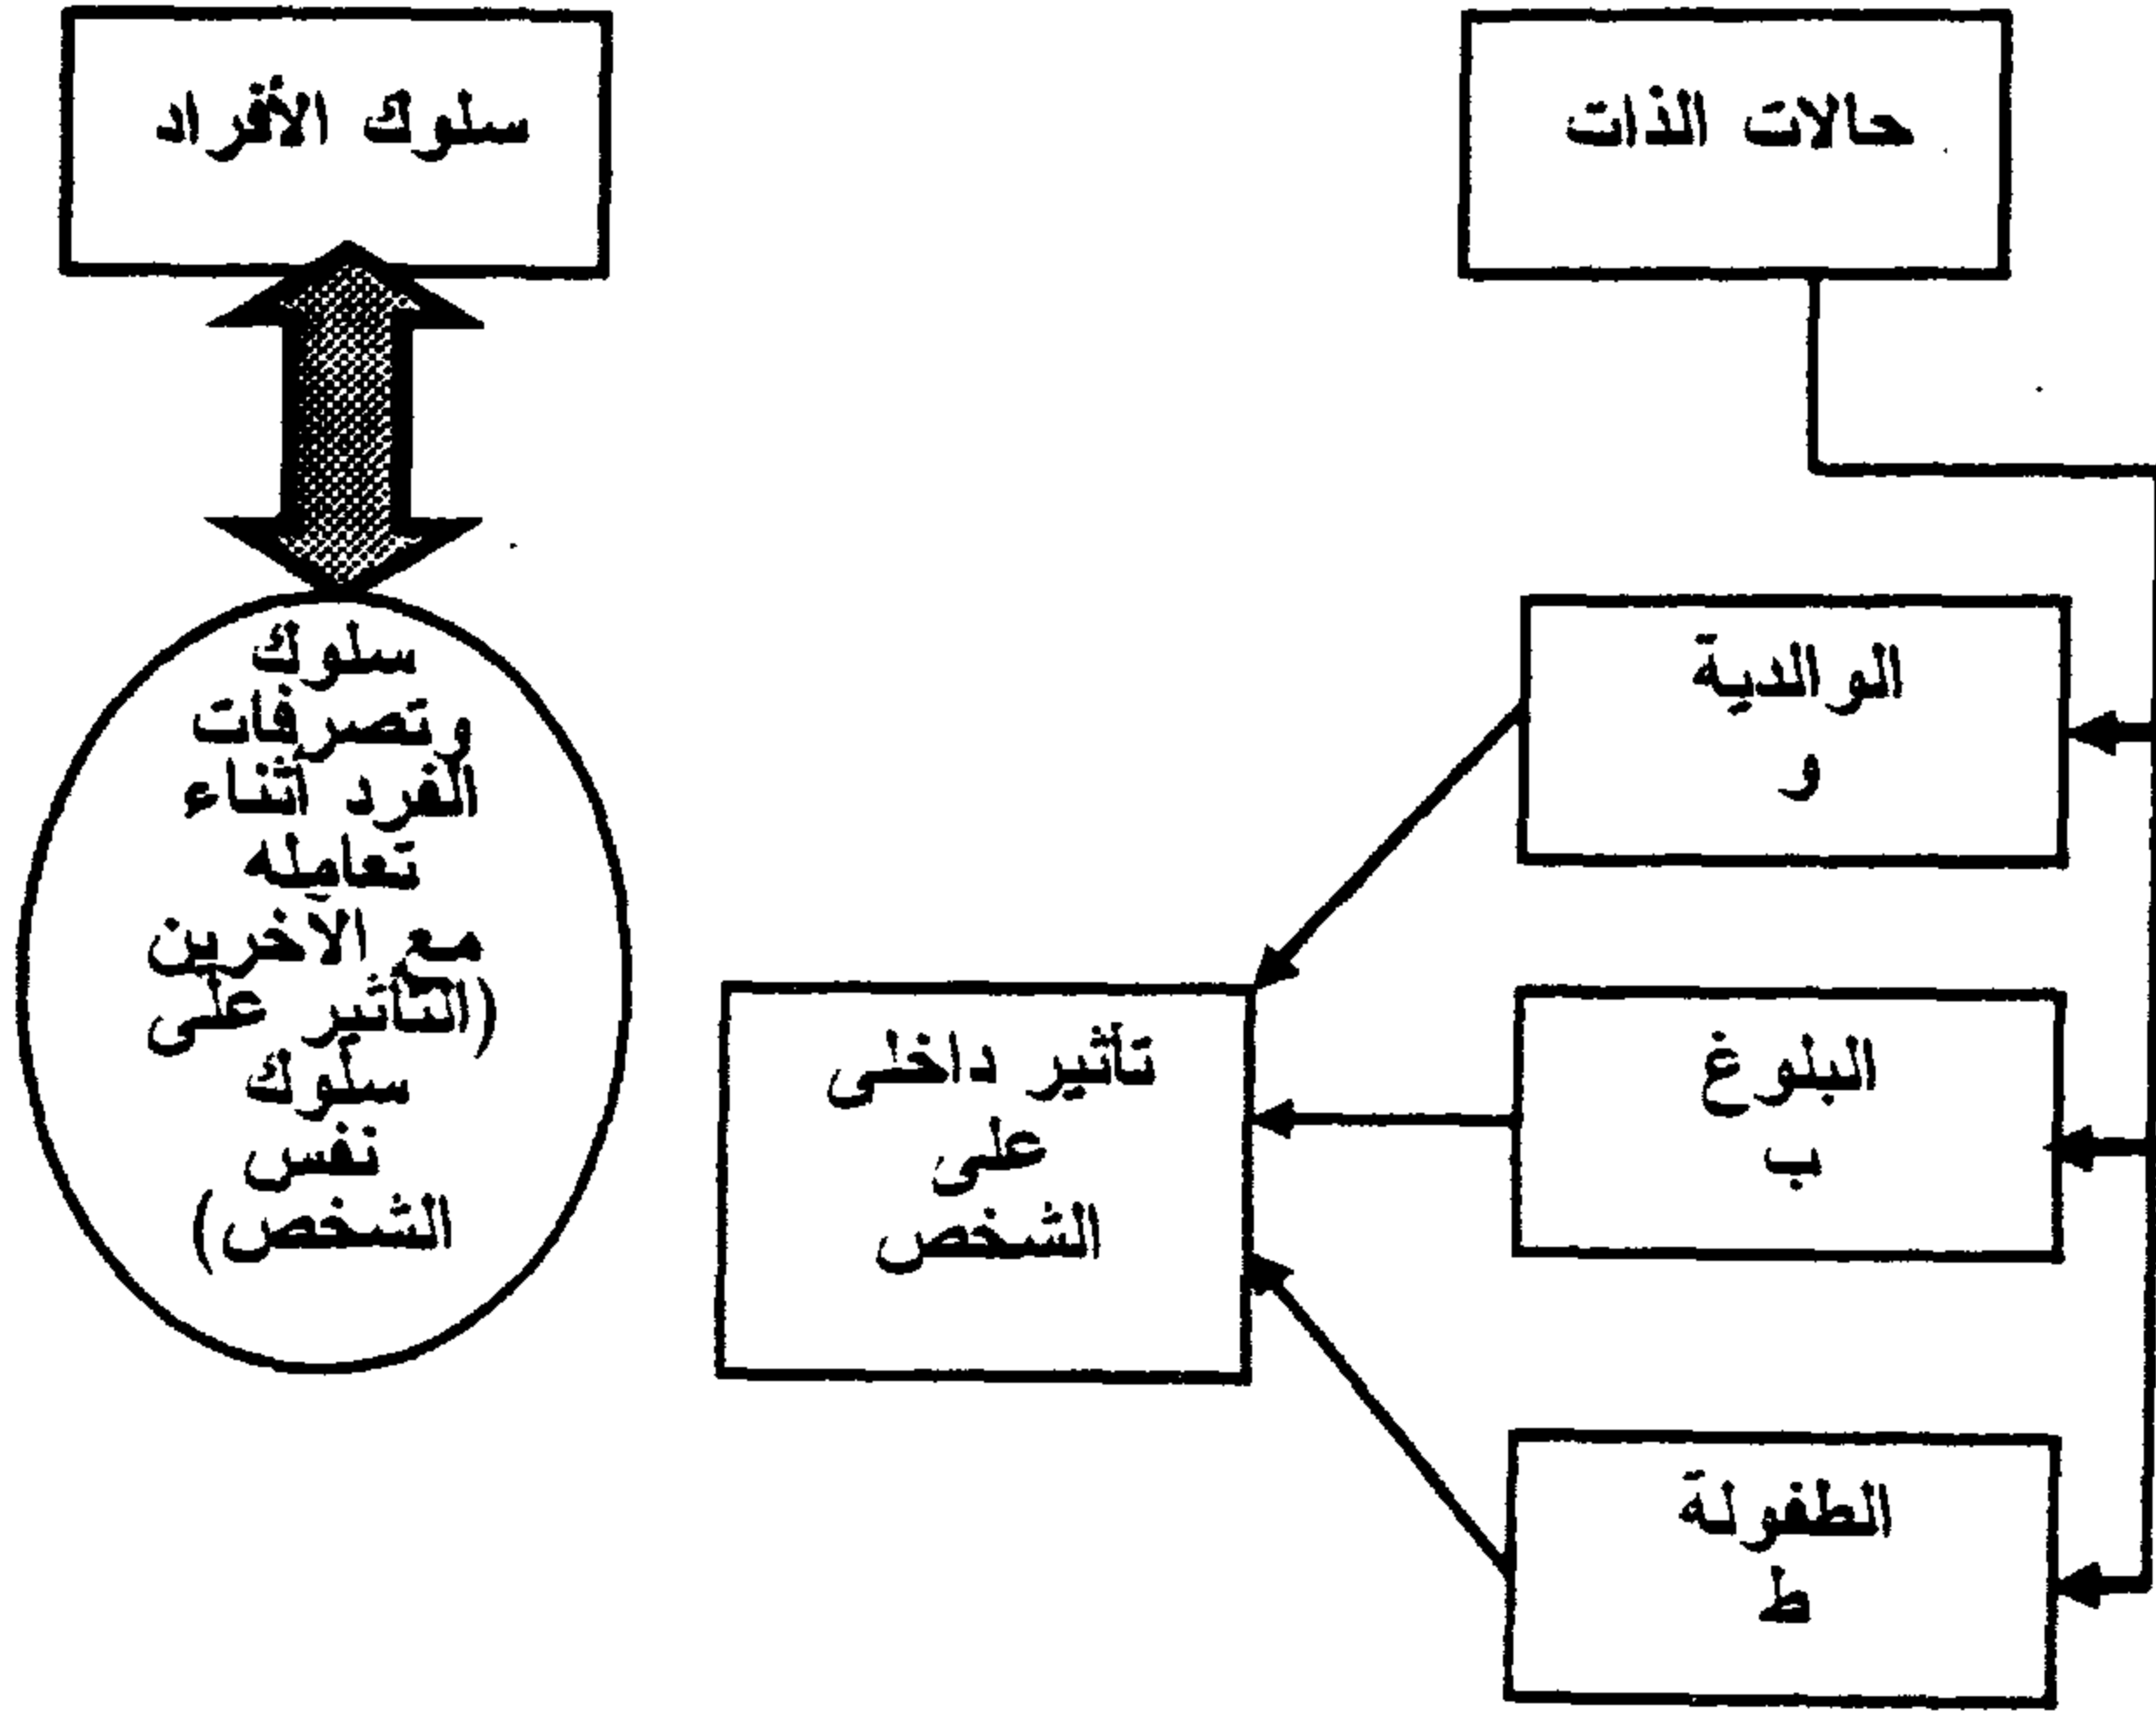 حالات الذات
سلوك الأفراد
الوالدية
و
البلوغ
ب
الطفولة
ط
تأثير داخلى
على
الشخص
سلوك
وتصرفات
الفرد أثناء
تعامله
مع الآخرين
(التأثير على
سلوك
نفس
الشخص)